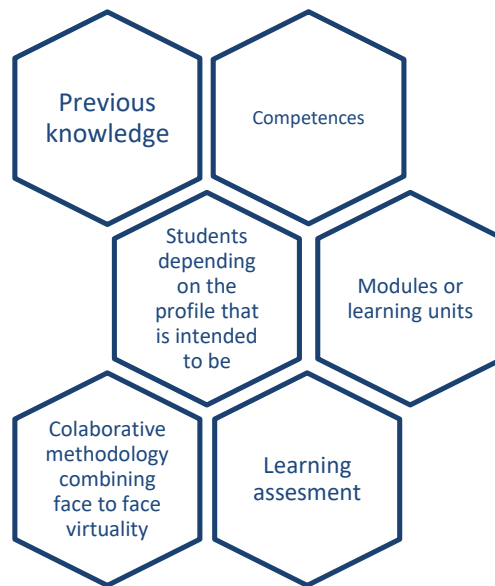 Previous
knowledge
Competences
Students
depending
on the
profile that
is intended
to be
Modules or
learning units
Colaborative
methodology
combining
face to face
virtuality
Learning
assesment